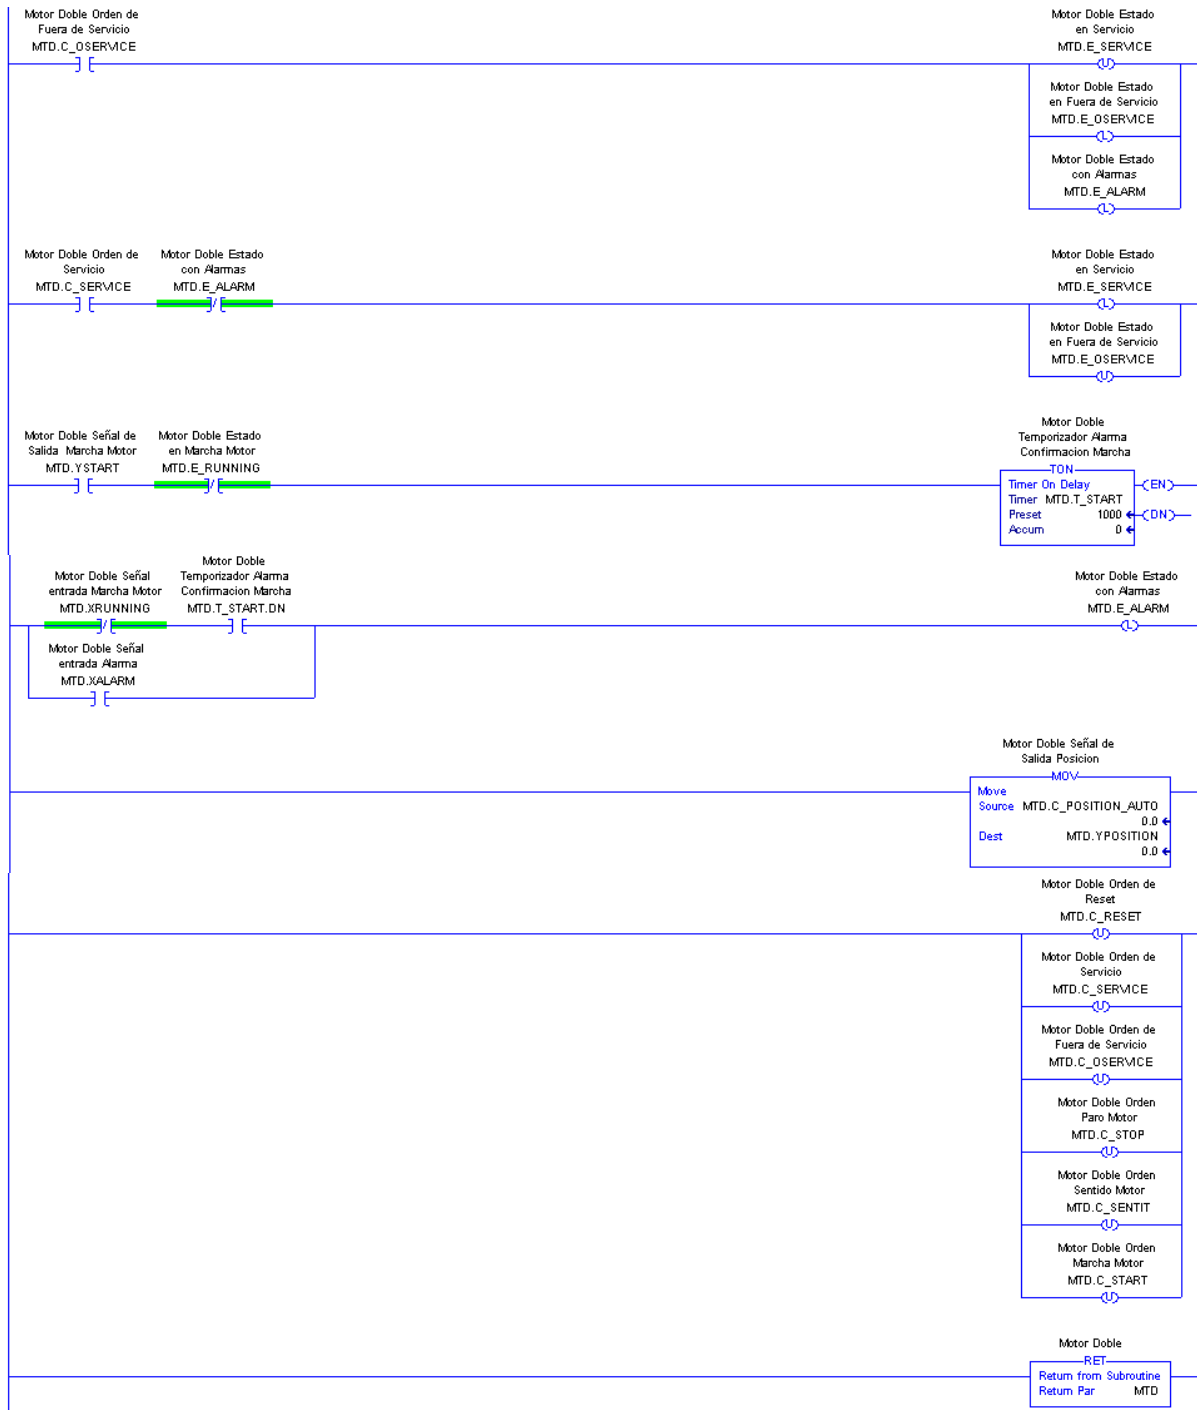 Motor Doble Orden de
Fuera de Servicio
MTD.C_OSERVICE
Motor Doble Estado
en Servicio
MTD.E_SERVICE
U
Motor Doble Estado
en Fuera de Servicio
MTD.E_OSERVICE
L
Motor Doble Estado
con Alarmas
MTD.E_ALARM
L
Motor Doble Orden de
Servicio
MTD.C_SERVICE
Motor Doble Estado
con Alarmas
MTD.E_ALARM
Motor Doble Estado
en Servicio
MTD.E_SERVICE
L
Motor Doble Estado
en Fuera de Servicio
MTD.E_OSERVICE
U
Motor Doble Señal de
Salida Marcha Motor
MTD.YSTART
Motor Doble Estado
en Marcha Motor
MTD.E_RUNNING
Motor Doble
Temporizador Alarma
Confirmacion Marcha
TON
Timer On Delay
Timer MTD.T_START
Preset 1000
Accum 0
EN
DN
Motor Doble Señal
entrada Marcha Motor
MTD.XRUNNING
Motor Doble
Temporizador Alarma
Confirmacion Marcha
MTD.T_START.DN
Motor Doble Estado
con Alarmas
MTD.E_ALARM
L
Motor Doble Señal
entrada Alarma
MTD.XALARM
Motor Doble Señal de
Salida Posicion
MOV
Move
Source MTD.C_POSITION_AUTO
0.0
Dest MTD.YPOSITION
0.0
Motor Doble Orden de
Reset
MTD.C_RESET
U
Motor Doble Orden de
Servicio
MTD.C_SERVICE
U
Motor Doble Orden de
Fuera de Servicio
MTD.C_OSERVICE
U
Motor Doble Orden
Paro Motor
MTD.C_STOP
U
Motor Doble Orden
Sentido Motor
MTD.C_SENTIT
U
Motor Doble Orden
Marcha Motor
MTD.C_START
U
Motor Doble
RET
Return from Subroutine
Return Par MTD